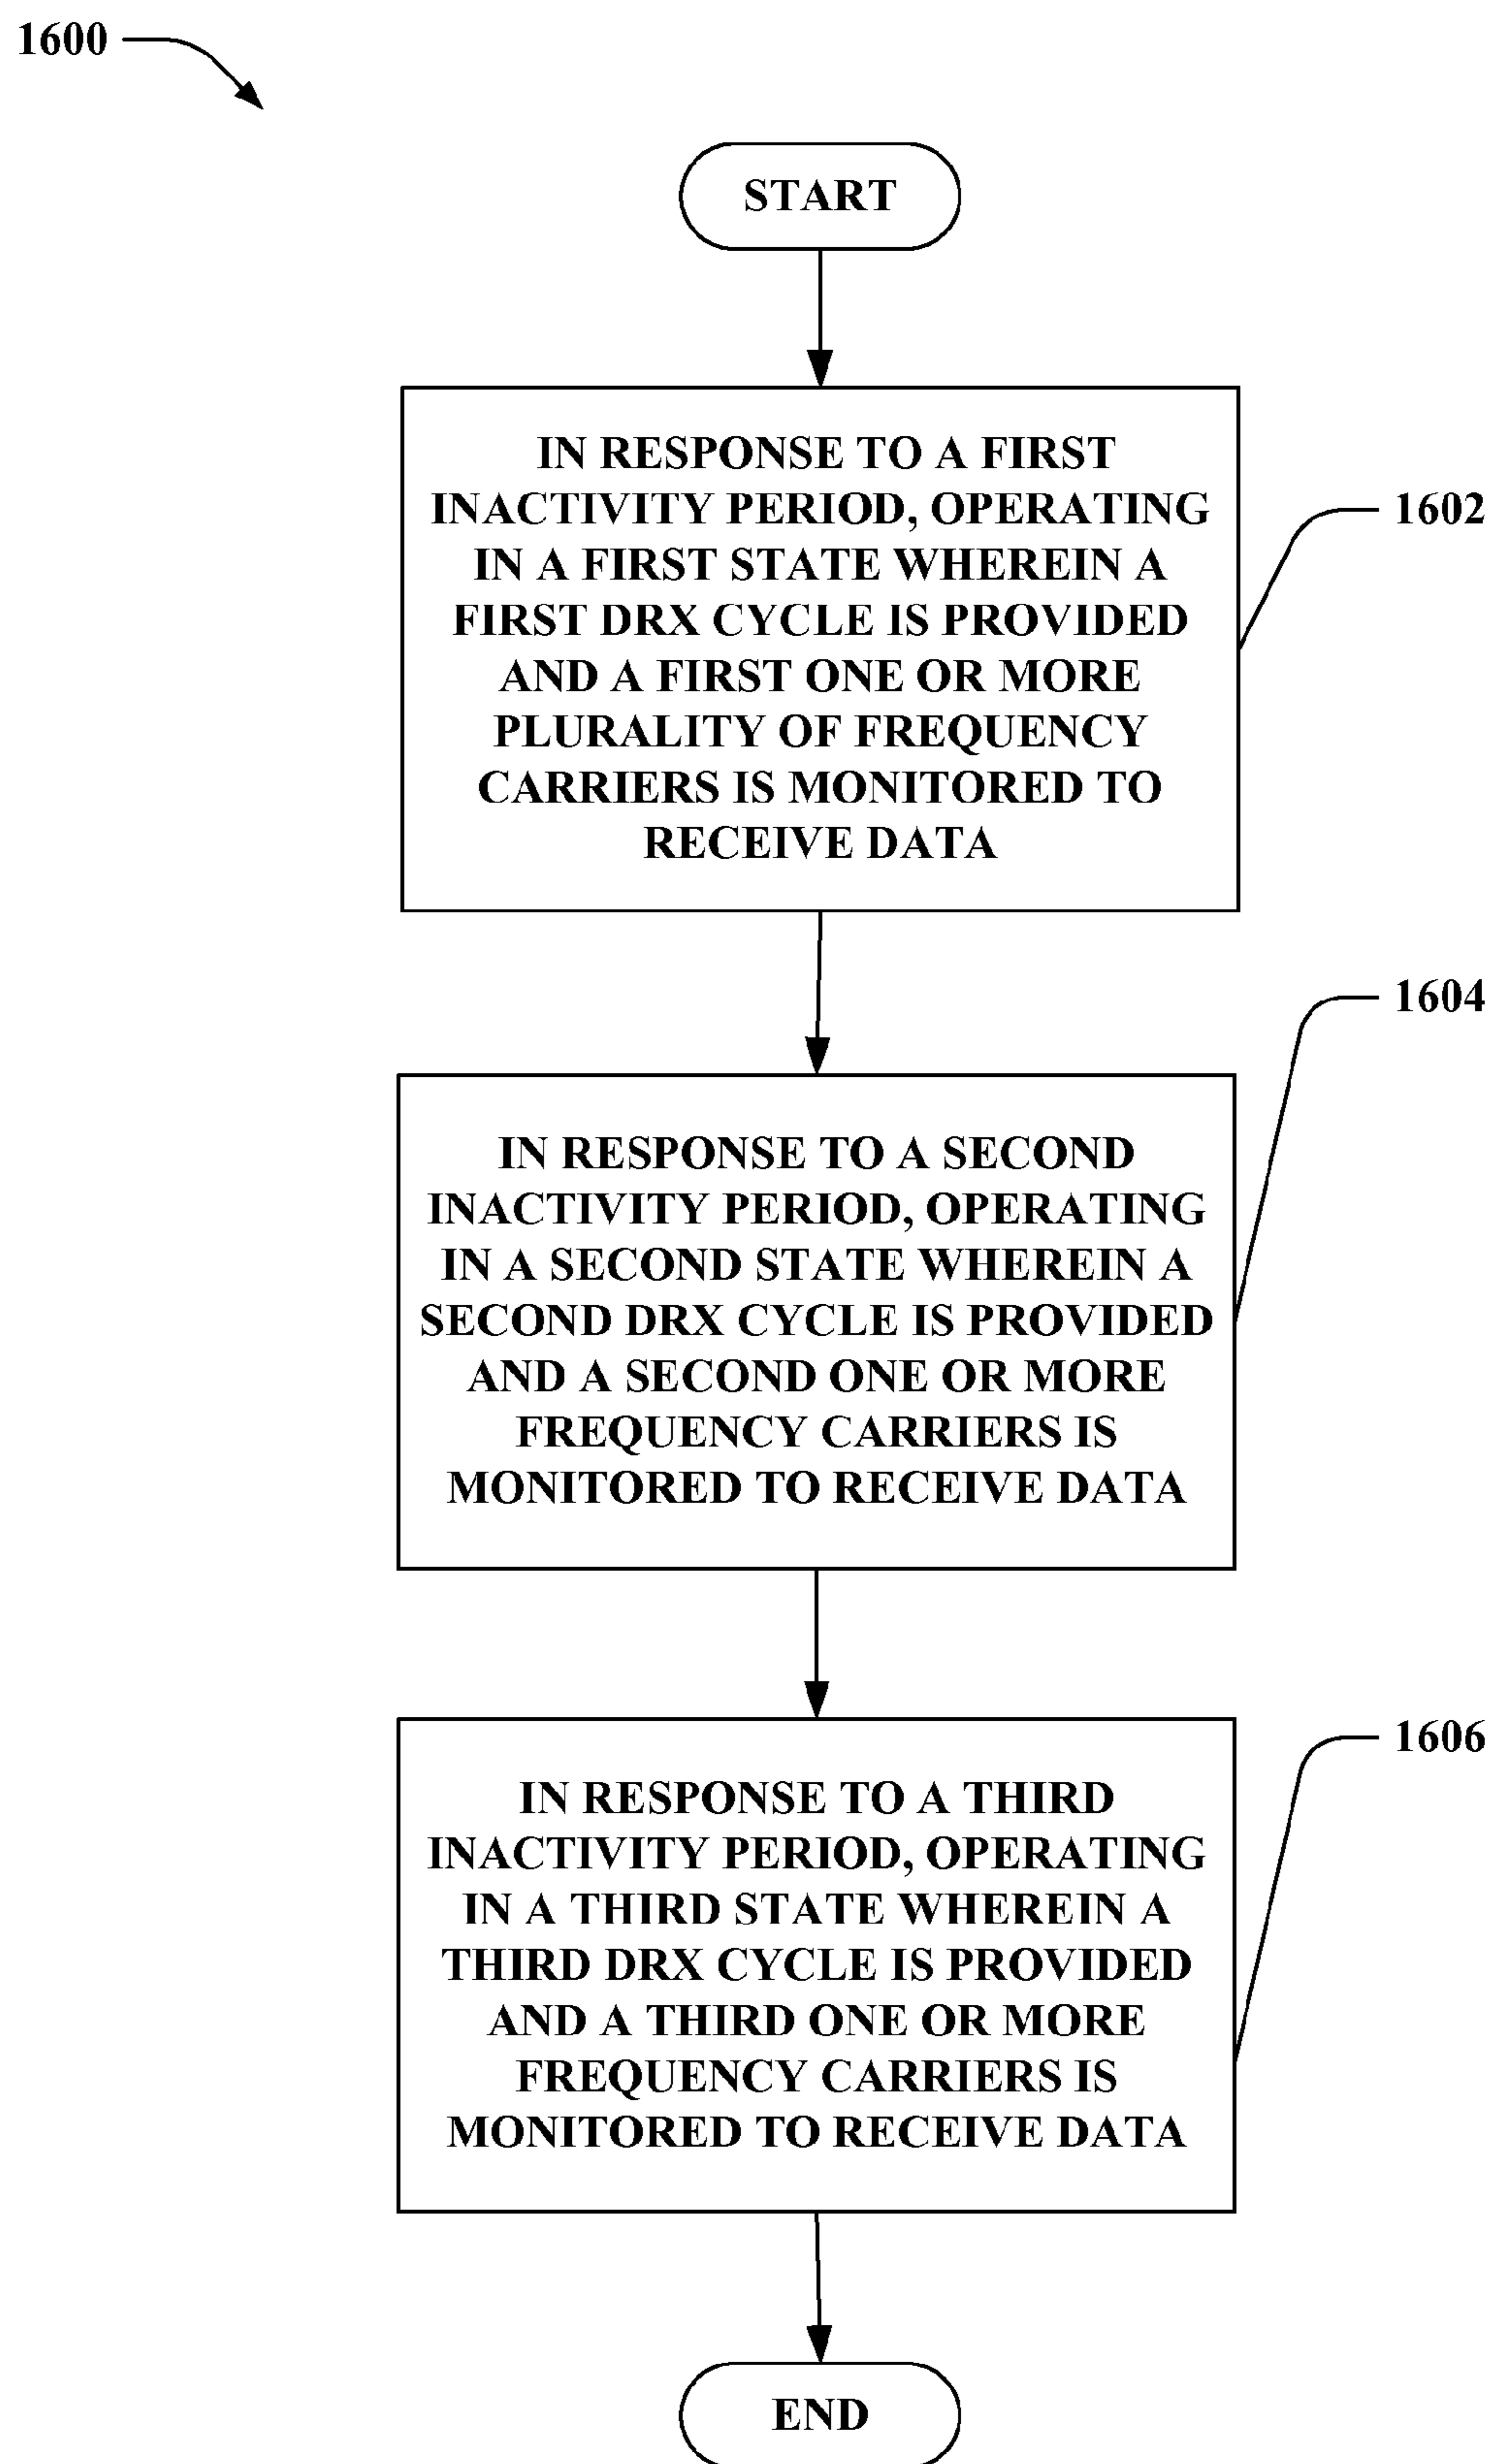 1600
START
IN RESPONSE TO A FIRST
INACTIVITY PERIOD, OPERATING
IN A FIRST STATE WHEREIN A
FIRST DRX CYCLE IS PROVIDED
AND A FIRST ONE OR MORE
PLURALITY OF FREQUENCY
CARRIERS IS MONITORED TO
RECEIVE DATA
1602
IN RESPONSE TO A SECOND
INACTIVITY PERIOD, OPERATING
IN A SECOND STATE WHEREIN A
SECOND DRX CYCLE IS PROVIDED
AND A SECOND ONE OR MORE
FREQUENCY CARRIERS IS
MONITORED TO RECEIVE DATA
1604
IN RESPONSE TO A THIRD
INACTIVITY PERIOD, OPERATING
IN A THIRD STATE WHEREIN A
THIRD DRX CYCLE IS PROVIDED
AND A THIRD ONE OR MORE
FREQUENCY CARRIERS IS
MONITORED TO RECEIVE DATA
1606
END